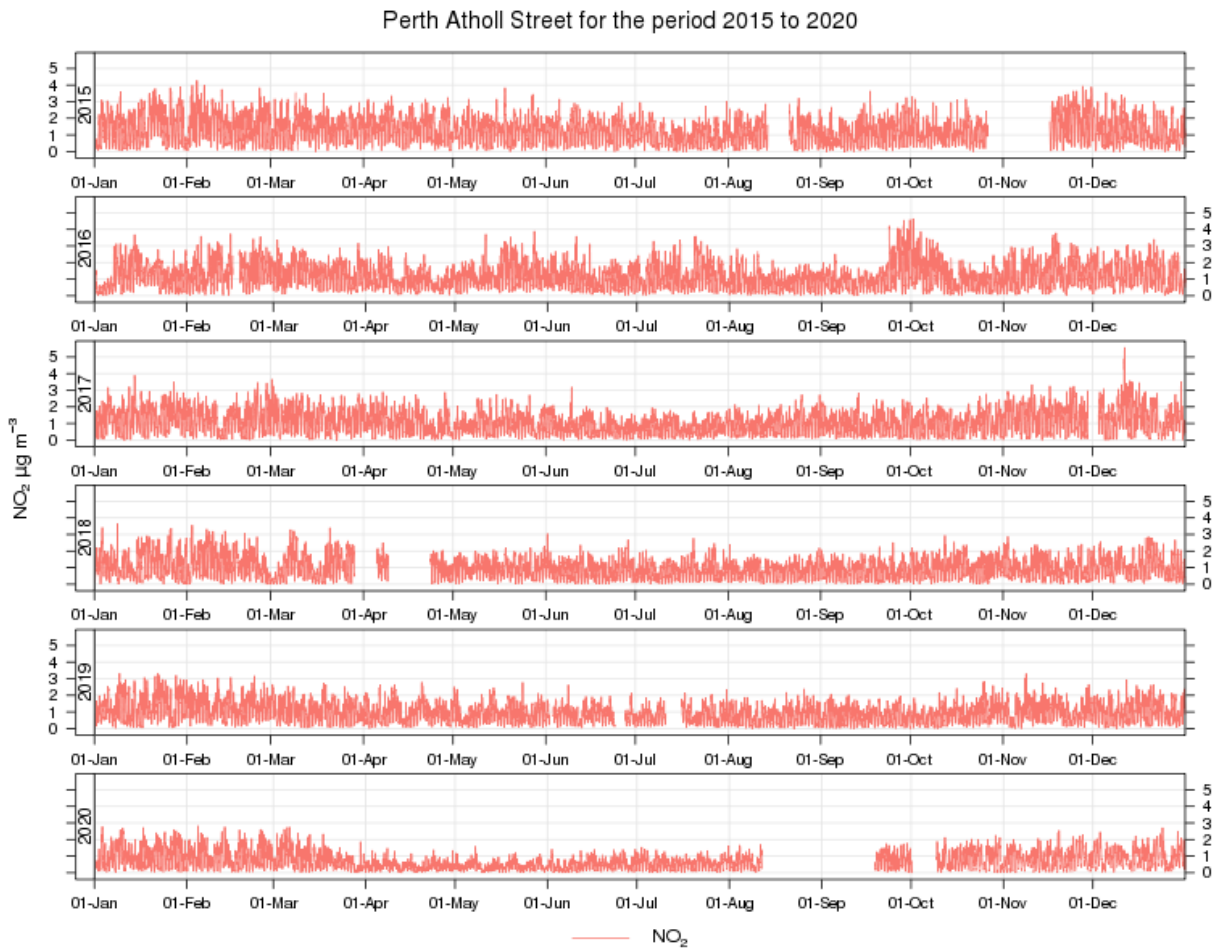 Perth Atholl Street for the period 2015 to 2020
NO₂ µg m⁻³
2015
0 1 2 3 4 5
01-Jan 01-Feb 01-Mar 01-Apr 01-May 01-Jun 01-Jul 01-Aug 01-Sep 01-Oct 01-Nov 01-Dec
2016
0 1 2 3 4 5
01-Jan 01-Feb 01-Mar 01-Apr 01-May 01-Jun 01-Jul 01-Aug 01-Sep 01-Oct 01-Nov 01-Dec
2017
0 1 2 3 4 5
01-Jan 01-Feb 01-Mar 01-Apr 01-May 01-Jun 01-Jul 01-Aug 01-Sep 01-Oct 01-Nov 01-Dec
2018
0 1 2 3 4 5
01-Jan 01-Feb 01-Mar 01-Apr 01-May 01-Jun 01-Jul 01-Aug 01-Sep 01-Oct 01-Nov 01-Dec
2019
0 1 2 3 4 5
01-Jan 01-Feb 01-Mar 01-Apr 01-May 01-Jun 01-Jul 01-Aug 01-Sep 01-Oct 01-Nov 01-Dec
2020
0 1 2 3 4 5
01-Jan 01-Feb 01-Mar 01-Apr 01-May 01-Jun 01-Jul 01-Aug 01-Sep 01-Oct 01-Nov 01-Dec
NO₂